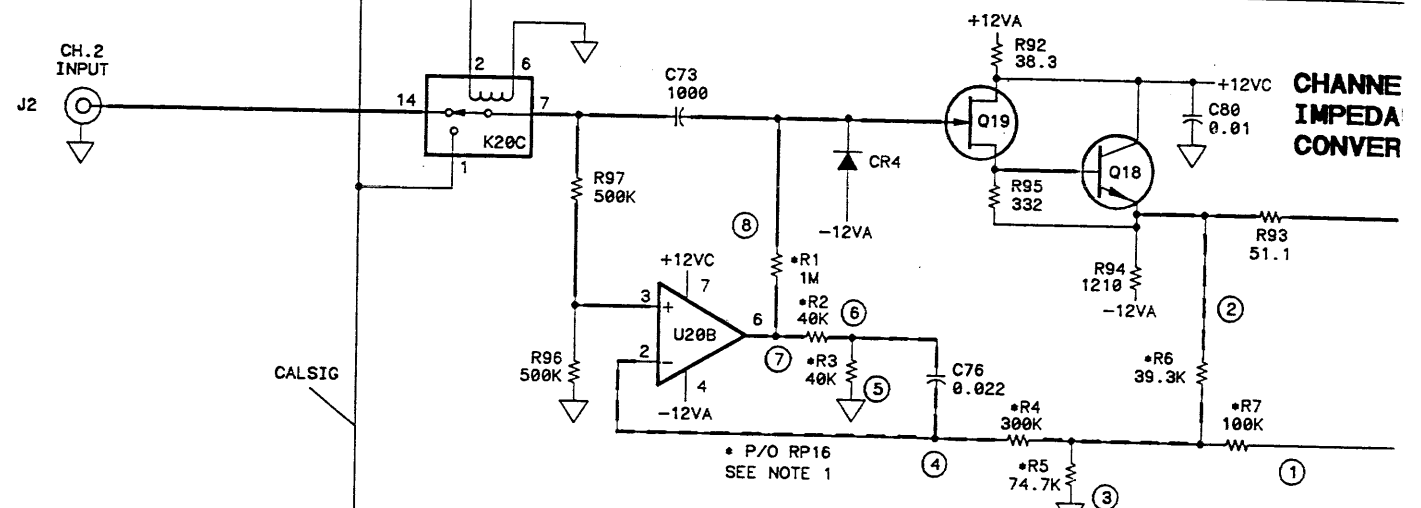 +12VA
R92
38.3
CH.2
INPUT
J2
2
6
14
7
K20C
1
C73
1000
Q19
+12VC
C80
0.01
CHANNE
IMPEDA
CONVER
CR4
-12VA
R95
332
Q18
R97
500K
8
*R1
1M
R93
51.1
R94
1210
-12VA
2
+12VC
7
3
+
U20B
6
2
-
4
-12VA
*R2
40K
6
7
*R3
40K
5
R96
500K
C76
0.022
*R6
39.3K
CALSIG
* P/O RP16
SEE NOTE 1
4
*R4
300K
*R7
100K
*R5
74.7K
3
1